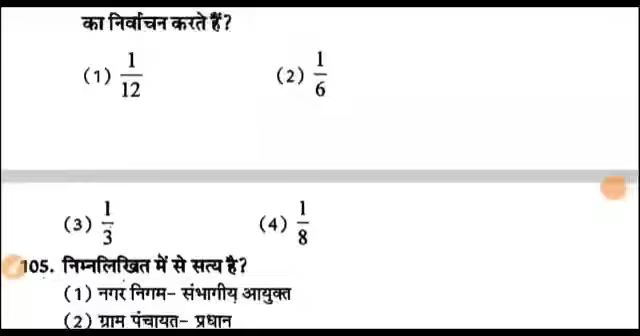 का निर्वाचन करते हैं?
(1) 1/12 (2) 1/6
(3) 1/3 (4) 1/8
105. निम्नलिखित में से सत्य है?
(1) नगर निगम- संभागीय आयुक्त
(2) ग्राम पंचायत- प्रधान